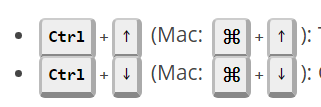 • Ctrl + ↑ (Mac: ⌘ + ↑ ):
• Ctrl + ↓ (Mac: ⌘ + ↓ ):